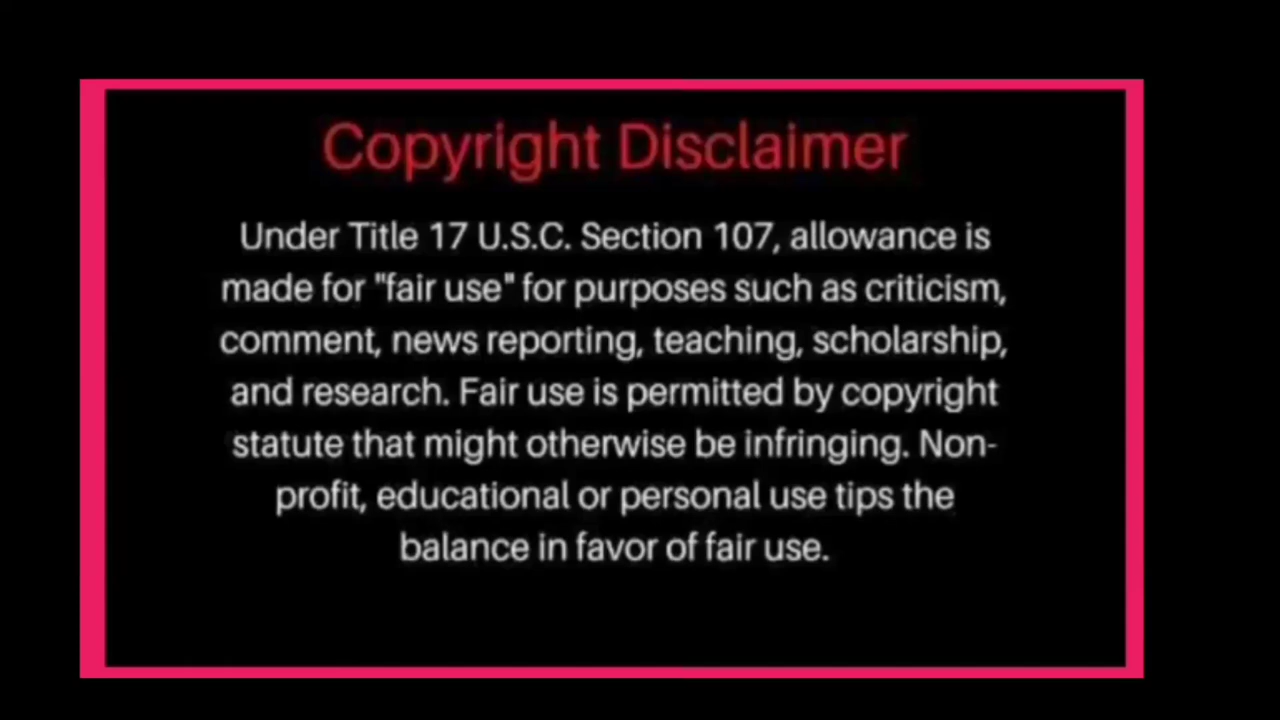 Copyright Disclaimer
Under Title 17 U.S.C. Section 107, allowance is
made for "fair use" for purposes such as criticism,
comment, news reporting, teaching, scholarship,
and research. Fair use is permitted by copyright
statute that might otherwise be infringing. Non-
profit, educational or personal use tips the
balance in favor of fair use.